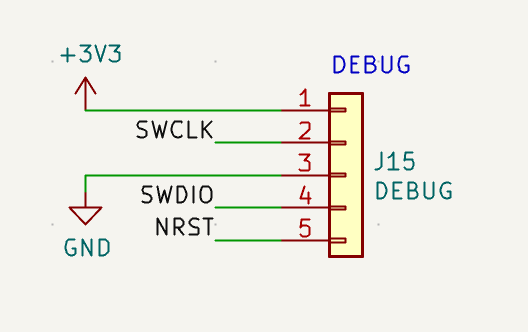 +3V3
DEBUG
1
SWCLK 2
3
J15
SWDIO 4
DEBUG
NRST 5
GND